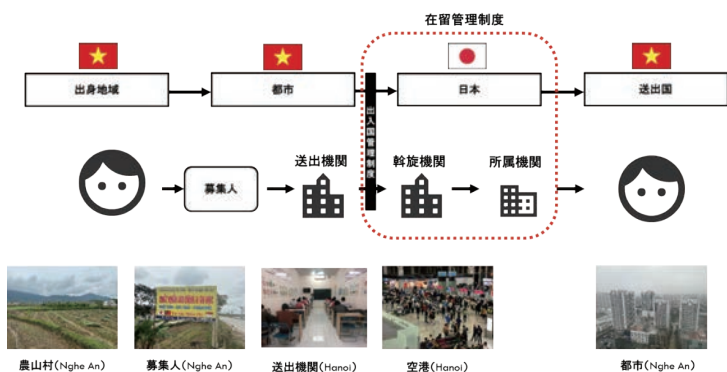 在留管理制度
出身地域
都市
日本
送出国
出入国管理制度
募集人
送出機関
斡旋機関
所属機関
農山村(Nghe An)
募集人(Nghe An)
送出機関(Hanoi)
空港(Hanoi)
都市(Nghe An)